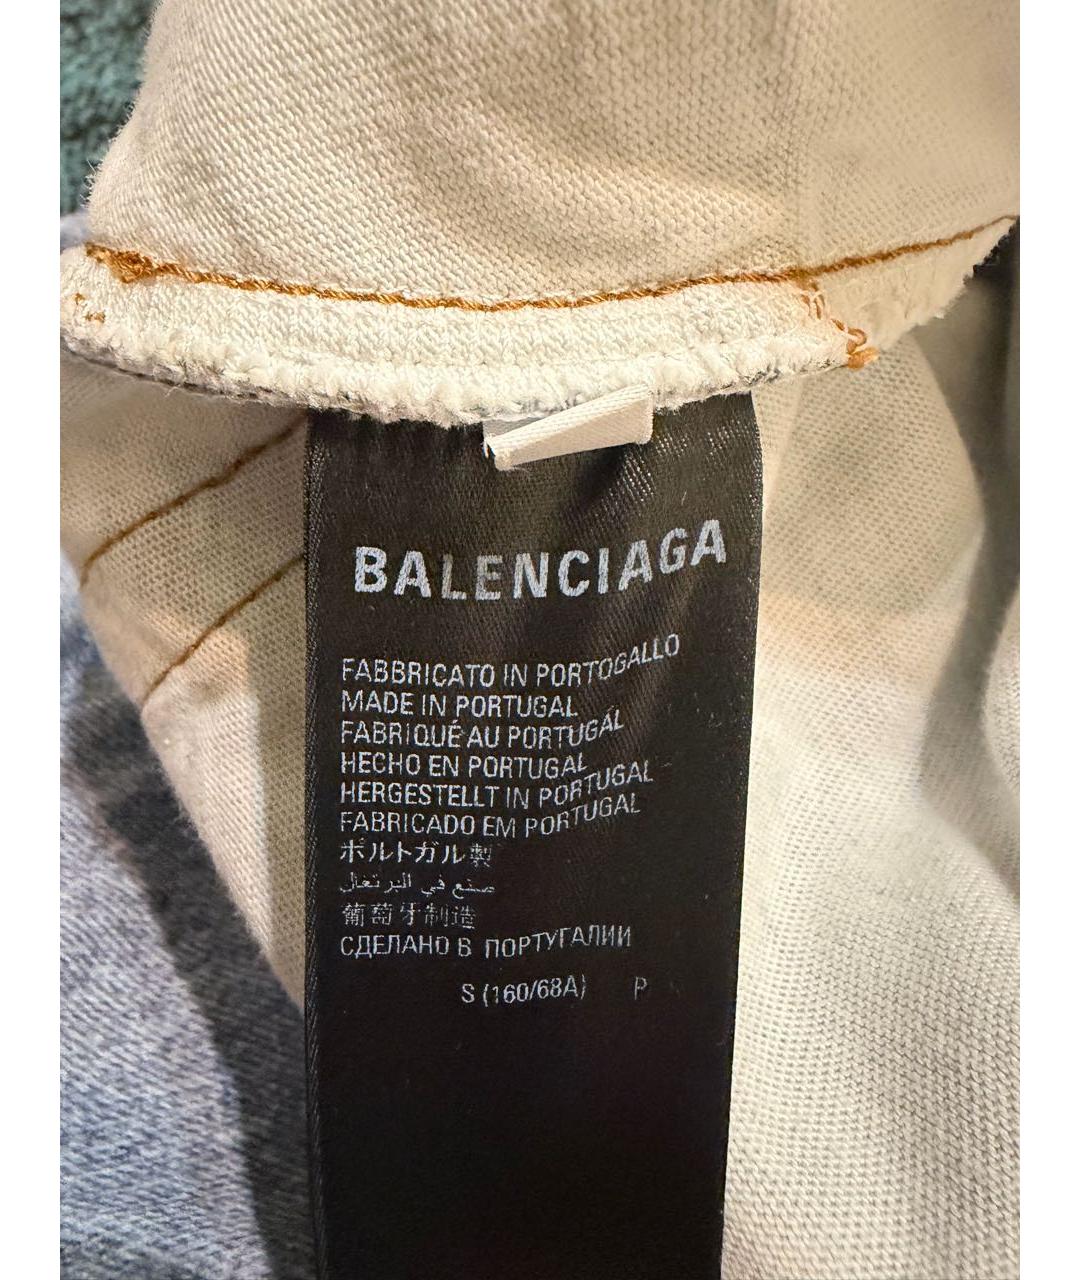 BALENCIAGA
FABBRICATO IN PORTOGALLO
MADE IN PORTUGAL
FABRIQUÉ AU PORTUGAL
HECHO EN PORTUGAL
HERGESTELLT IN PORTUGAL
FABRICADO EM PORTUGAL
ポルトガル製
صنع في البرتغال
葡萄牙制造
СДЕЛАНО В ПОРТУГАЛИИ
S (160/68A) P